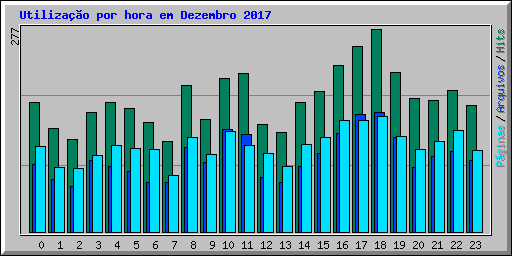 Utilização por hora em Dezembro 2017
277
Páginas / Arquivos / Hits
0 1 2 3 4 5 6 7 8 9 10 11 12 13 14 15 16 17 18 19 20 21 22 23